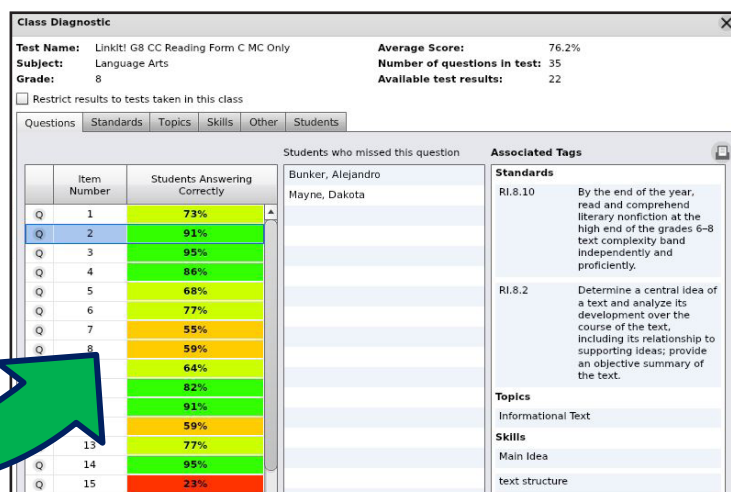 Class Diagnostic
Test Name: LinkIt! G8 CC Reading Form C MC Only
Average Score: 76.2%
Subject: Language Arts
Number of questions in test: 35
Grade: 8
Available test results: 22
Restrict results to tests taken in this class
Questions Standards Topics Skills Other Students
Students who missed this question
Associated Tags
Item Number
Students Answering Correctly
Q 1 73%
Q 2 91%
Q 3 95%
Q 4 86%
Q 5 68%
Q 6 77%
Q 7 55%
Q 8 59%
64%
82%
91%
59%
13 77%
Q 14 95%
Q 15 23%
Bunker, Alejandro
Mayne, Dakota
Standards
RI.8.10
By the end of the year,
read and comprehend
literary nonfiction at the
high end of the grades 6–8
text complexity band
independently and
proficiently.
RI.8.2
Determine a central idea of
a text and analyze its
development over the
course of the text,
including its relationship to
supporting ideas; provide
an objective summary of
the text.
Topics
Informational Text
Skills
Main Idea
text structure